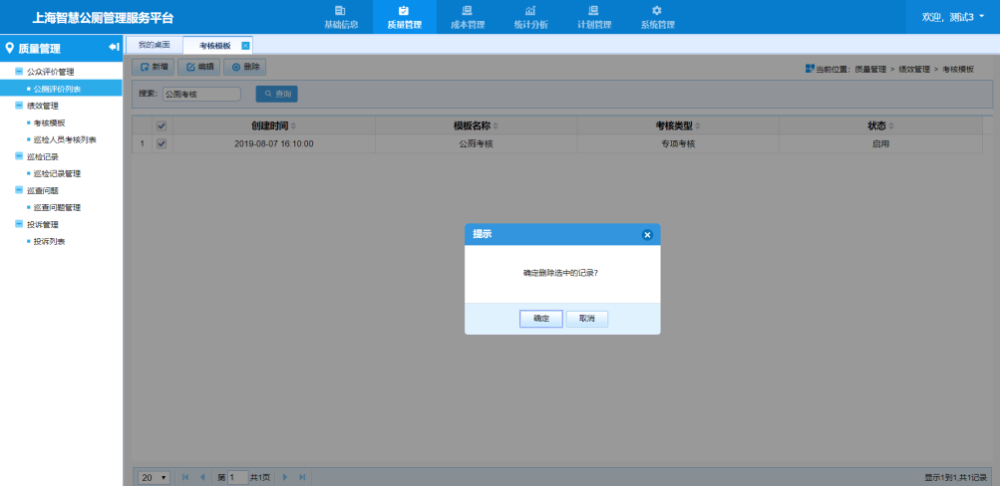 上海智慧公厕管理服务平台
基础信息
质量管理
成本管理
统计分析
计划管理
系统管理
欢迎, 测试3
质量管理
我的桌面
考核模板
公众评价管理
公厕评价列表
绩效管理
考核模板
巡检人员考核列表
巡检记录
巡检记录管理
巡查问题
巡查问题管理
投诉管理
投诉列表
新增
编辑
删除
当前位置: 质量管理 > 绩效管理 > 考核模板
搜索: 公厕考核 查询
创建时间 模板名称 考核类型 状态
1 2019-08-07 16:10:00 公厕考核 专项考核 启用
提示
确定删除选中的记录?
确定 取消
20 第 1 共1页
显示1到1,共1记录